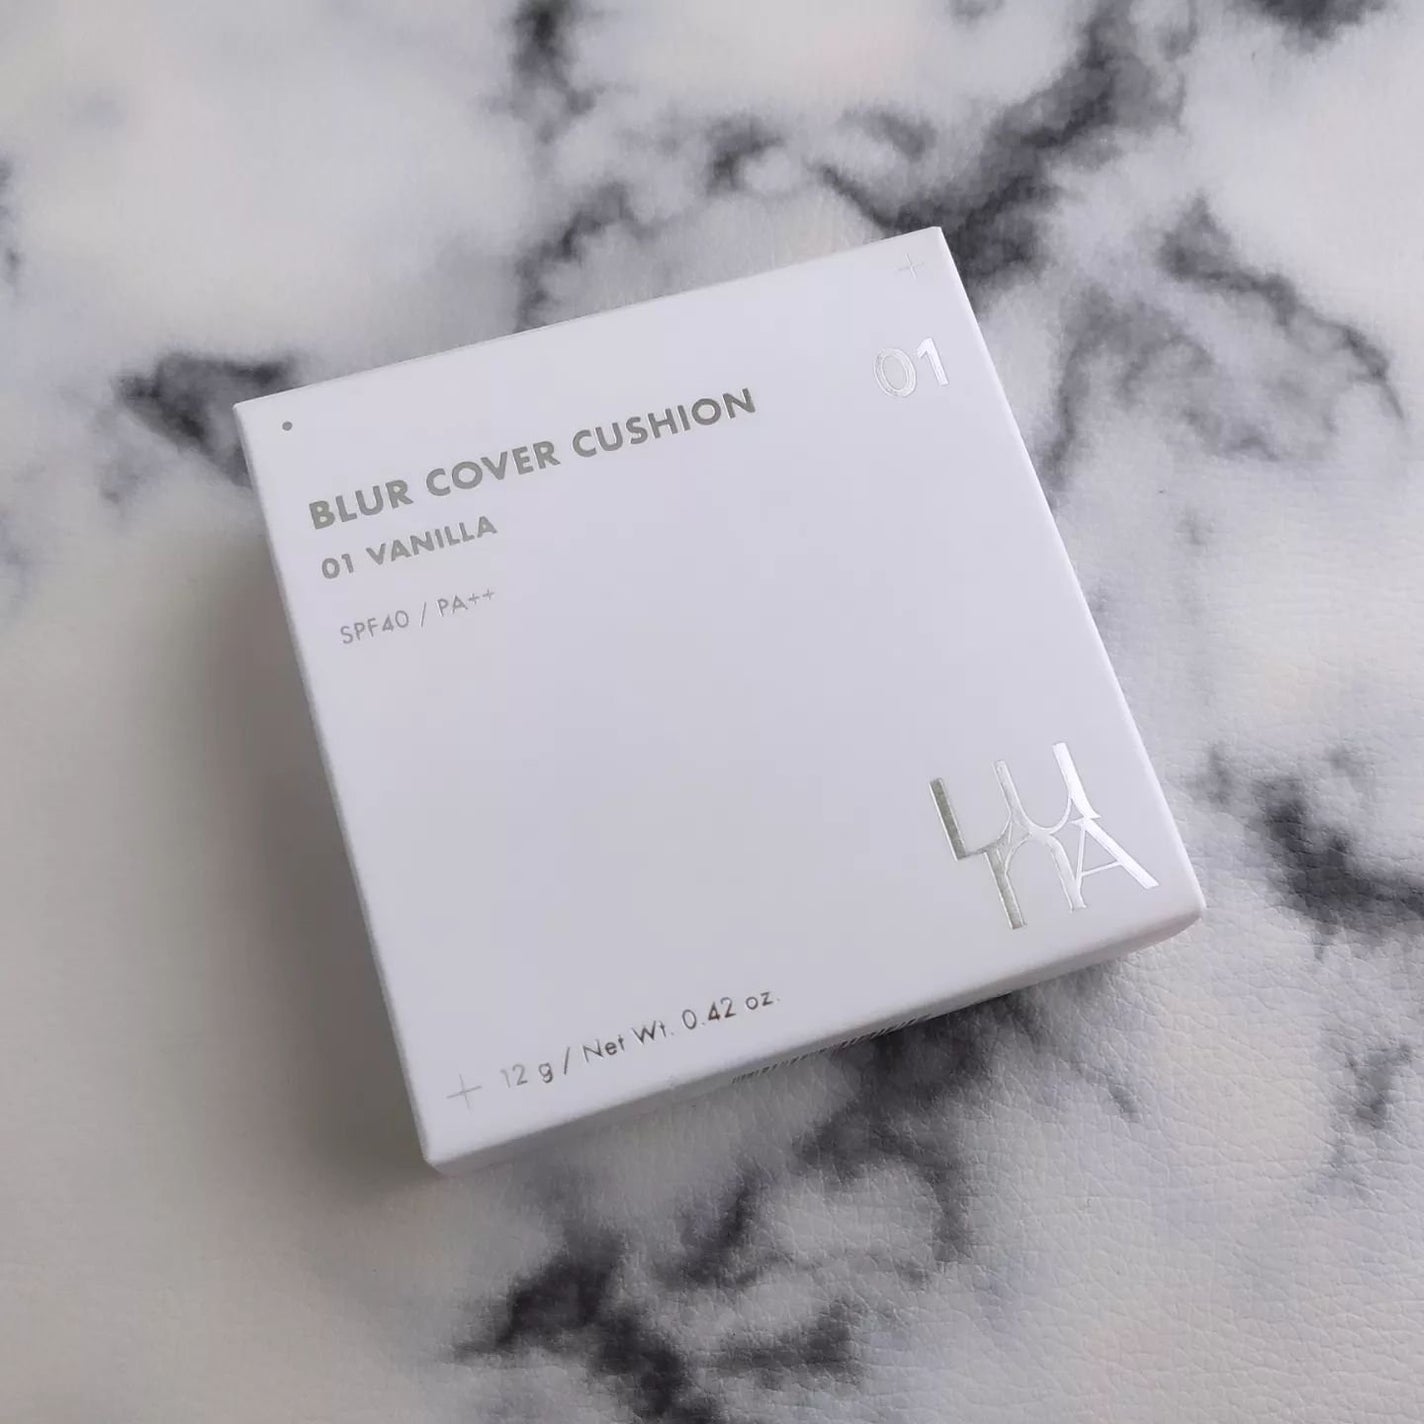 01
BLUR COVER CUSHION
01 VANILLA
SPF40 / PA++
LUNA
12 g / Net Wt. 0.42 oz.